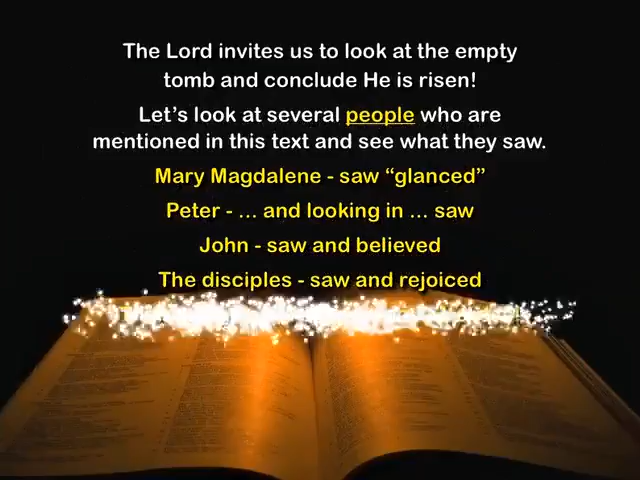 The Lord invites us to look at the empty
tomb and conclude He is risen!
Let's look at several people who are
mentioned in this text and see what they saw.
Mary Magdalene - saw “glanced”
Peter - ... and looking in ... saw
John - saw and believed
The disciples - saw and rejoiced